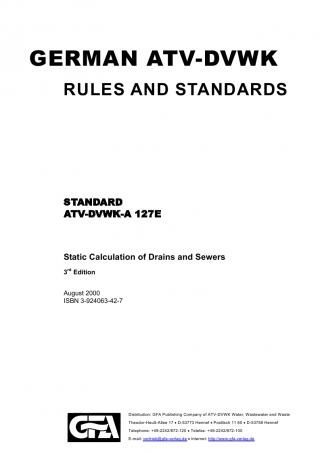 GERMAN ATV-DVWK
RULES AND STANDARDS
STANDARD
ATV-DVWK-A 127E
Static Calculation of Drains and Sewers
3rd Edition
August 2000
ISBN 3-924063-42-7
GFA
Distribution: GFA Publishing Company of ATV-DVWK Water, Wastewater and Waste
Theodor-Heuß-Allee 17 • D-53773 Hennef • Postfach 11 65 • D-53758 Hennef
Telephone: +49-2242/872-120 • Telefax: +49-2242/872-100
E-mail: vertrieb@gfa-verlag.de • Internet: http://www.gfa-verlag.de